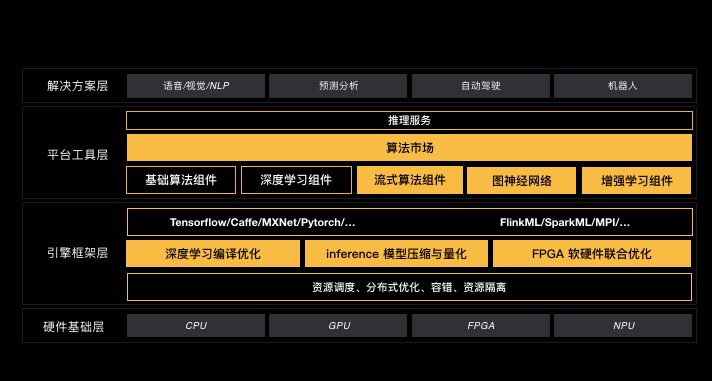 解决方案层
语音/视觉/NLP 预测分析 自动驾驶 机器人
推理服务
平台工具层
算法市场
基础算法组件 深度学习组件 流式算法组件 图神经网络 增强学习组件
Tensorflow/Caffe/MXNet/Pytorch/... FlinkML/SparkML/MPI/...
引擎框架层
深度学习编译优化 inference 模型压缩与量化 FPGA 软硬件联合优化
资源调度、分布式优化、容错、资源隔离
硬件基础层
CPU GPU FPGA NPU